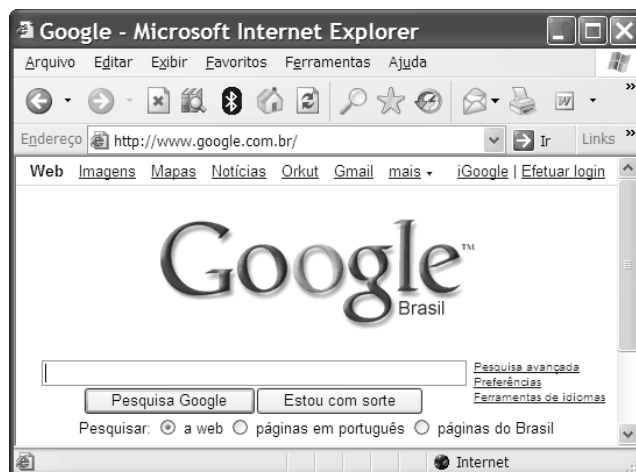 Google - Microsoft Internet Explorer
Arquivo Editar Exibir Favoritos Ferramentas Ajuda
W
Endereço http://www.google.com.br/ Ir Links »
Web Imagens Mapas Notícias Orkut Gmail mais iGoogle | Efetuar login
Google™
Brasil
Pesquisa avançada
Preferências
Ferramentas de idiomas
Pesquisa Google Estou com sorte
Pesquisar: a web páginas em português páginas do Brasil
Internet